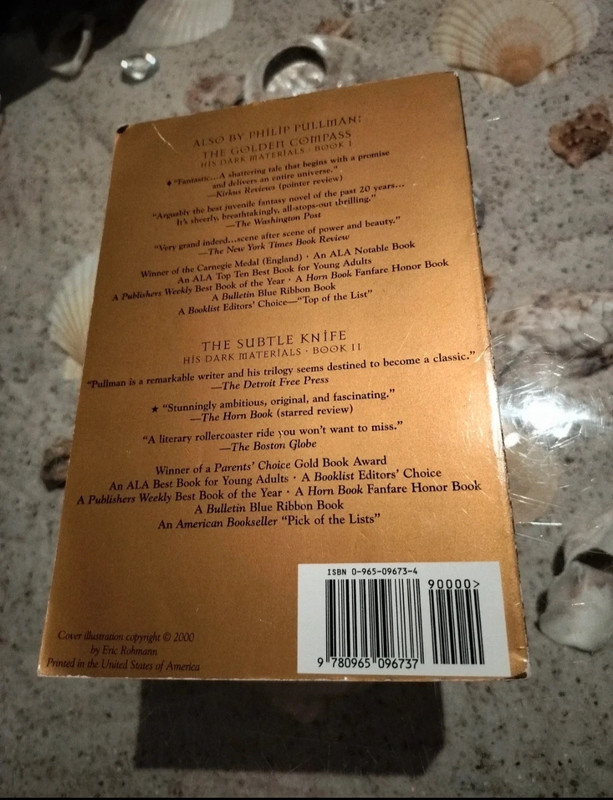 ALSO BY PHILIP PULLMAN:
THE GOLDEN COMPASS
HIS DARK MATERIALS · BOOK I
“Fantastic—A shattering tale that begins with a promise
and delivers an entire universe.”
—Kirkus Reviews (pointer review)
“Arguably the best juvenile fantasy novel of the past 20 years…
It's sheerly, breathtakingly, all-stops-out thrilling.”
—The Washington Post
“Very grand indeed...scene after scene of power and beauty.”
—The New York Times Book Review
Winner of the Carnegie Medal (England) · An ALA Notable Book
An ALA Top Ten Best Book for Young Adults
A Publishers Weekly Best Book of the Year · A Horn Book Fanfare Honor Book
A Bulletin Blue Ribbon Book
A Booklist Editors' Choice—“Top of the List”
THE SUBTLE KNIFE
HIS DARK MATERIALS · BOOK II
“Pullman is a remarkable writer and his trilogy seems destined to become a classic.”
—The Detroit Free Press
★ “Stunningly ambitious, original, and fascinating.”
—The Horn Book (starred review)
“A literary rollercoaster ride you won't want to miss.”
—The Boston Globe
Winner of a Parents' Choice Gold Book Award
An ALA Best Book for Young Adults · A Booklist Editors' Choice
A Publishers Weekly Best Book of the Year · A Horn Book Fanfare Honor Book
A Bulletin Blue Ribbon Book
An American Bookseller “Pick of the Lists”
ISBN 0-965-09673-4
90000>
9 780965 096737
Cover illustration copyright © 2000
by Eric Rohmann
Printed in the United States of America